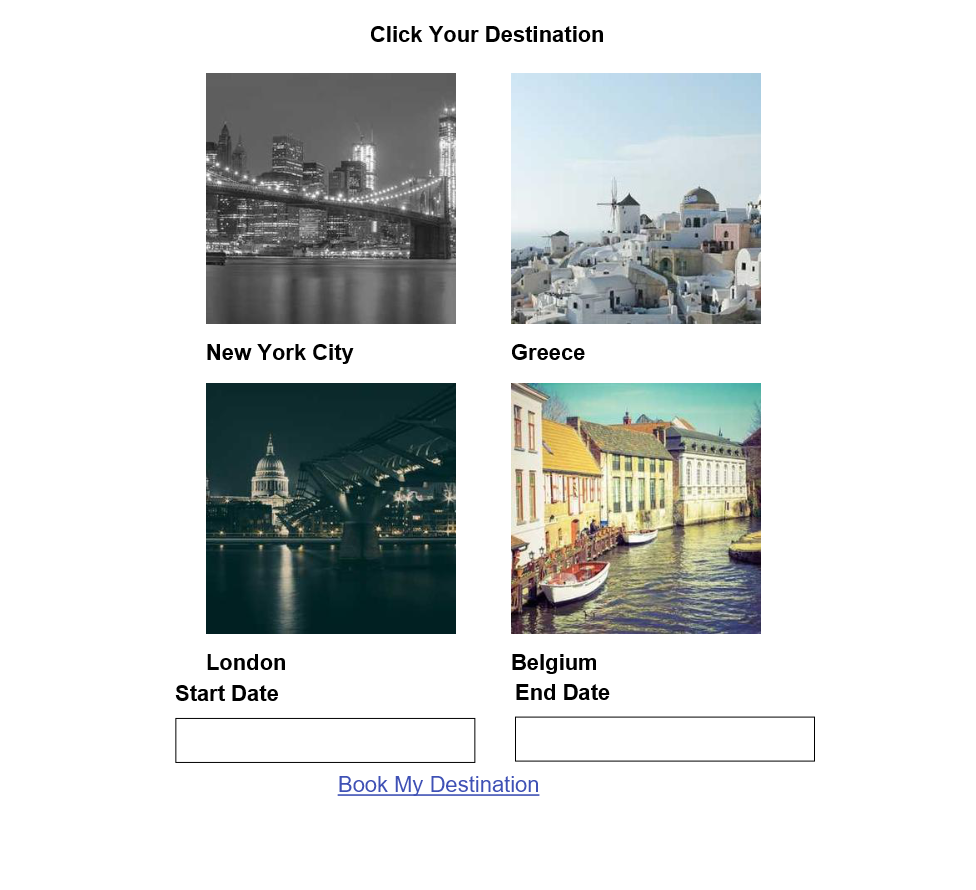 Click Your Destination
New York City
Greece
London
Belgium
Start Date
End Date
Book My Destination